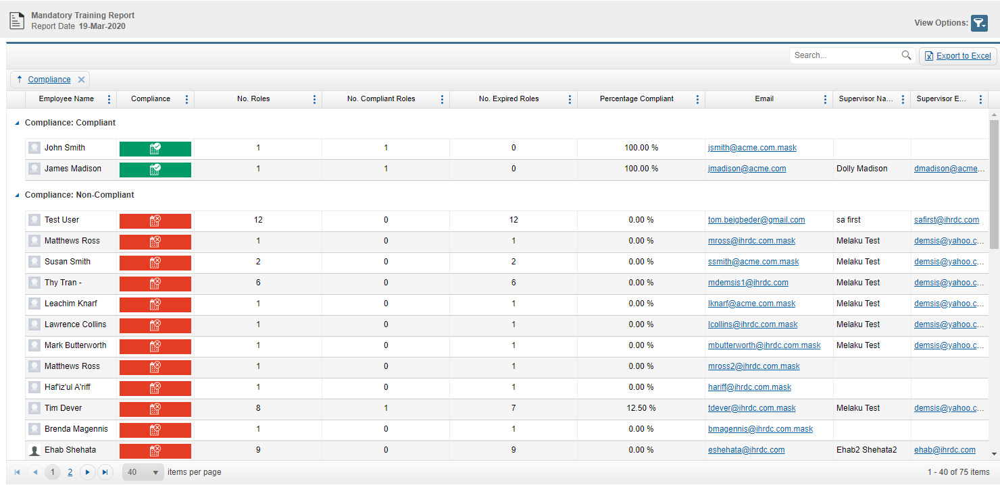 Mandatory Training Report
Report Date 19-Mar-2020
View Options:
Search...
Export to Excel
Compliance
Employee Name Compliance No. Roles No. Compliant Roles No. Expired Roles Percentage Compliant Email Supervisor Na... Supervisor E...
Compliance: Compliant
John Smith 1 1 0 100.00 % jsmith@acme.com.mask
James Madison 1 1 0 100.00 % jmadison@acme.com Dolly Madison dmadison@acme...
Compliance: Non-Compliant
Test User 12 0 12 0.00 % tom.beigbeder@gmail.com sa first safirst@ihrdc.com
Matthews Ross 1 0 1 0.00 % mross@ihrdc.com.mask Melaku Test demsis@yahoo.c...
Susan Smith 2 0 2 0.00 % ssmith@acme.com.mask Melaku Test demsis@yahoo.c...
Thy Tran - 6 0 6 0.00 % mdemsis1@ihrdc.com Melaku Test demsis@yahoo.c...
Leachim Knarf 1 0 1 0.00 % lknarf@acme.com.mask Melaku Test demsis@yahoo.c...
Lawrence Collins 1 0 1 0.00 % lcollins@ihrdc.com.mask Melaku Test demsis@yahoo.c...
Mark Butterworth 1 0 1 0.00 % mbutterworth@ihrdc.com.mask Melaku Test demsis@yahoo.c...
Matthews Ross 1 0 1 0.00 % mross2@ihrdc.com.mask
Haf'iz'ul A'riff 1 0 1 0.00 % hariff@ihrdc.com.mask
Tim Dever 8 1 7 12.50 % tdever@ihrdc.com.mask Melaku Test demsis@yahoo.c...
Brenda Magennis 1 0 1 0.00 % bmagennis@ihrdc.com.mask
Ehab Shehata 9 0 9 0.00 % eshehata@ihrdc.com Ehab2 Shehata2 ehab@ihrdc.com
1 2 40 items per page 1 - 40 of 75 items